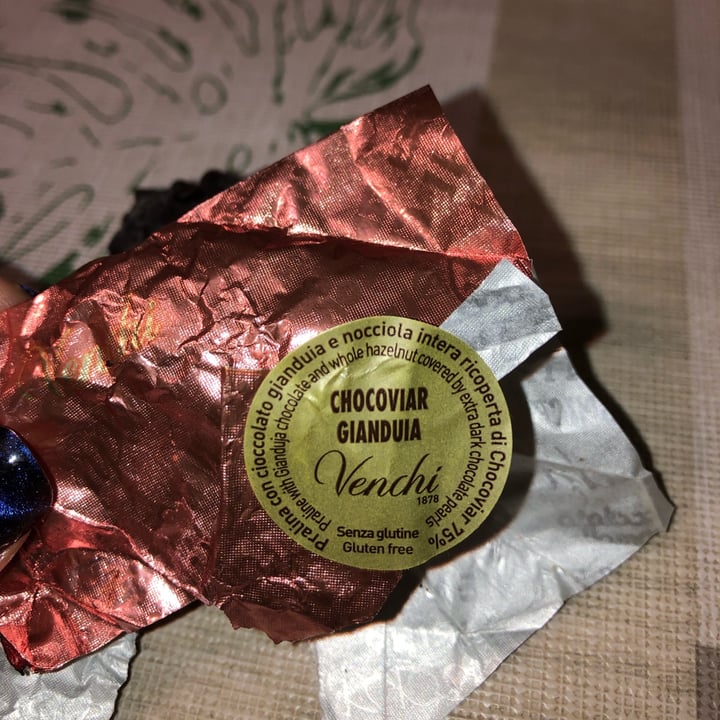 Pralina con cioccolato gianduia e nocciola intera ricoperta di Chocoviar 75%
Praline with Gianduja chocolate and whole hazelnut covered by extra dark chocolate pearls
CHOCOVIAR
GIANDUIA
Venchi
1878
Senza glutine
Gluten free